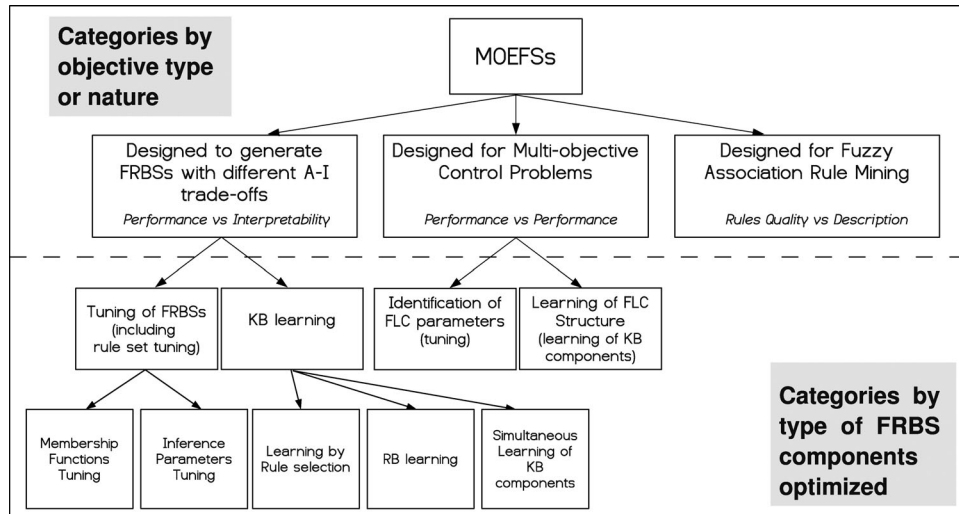 Categories by
objective type
or nature
MOEFSs
Designed to generate
FRBSs with different A-I
trade-offs
Performance vs Interpretability
Designed for Multi-objective
Control Problems
Performance vs Performance
Designed for Fuzzy
Association Rule Mining
Rules Quality vs Description
Tuning of FRBSs
(including
rule set tuning)
KB learning
Identification of
FLC parameters
(tuning)
Learning of FLC
Structure
(learning of KB
components)
Membership
Functions
Tuning
Inference
Parameters
Tuning
Learning by
Rule selection
RB learning
Simultaneous
Learning of
KB
components
Categories by
type of FRBS
components
optimized